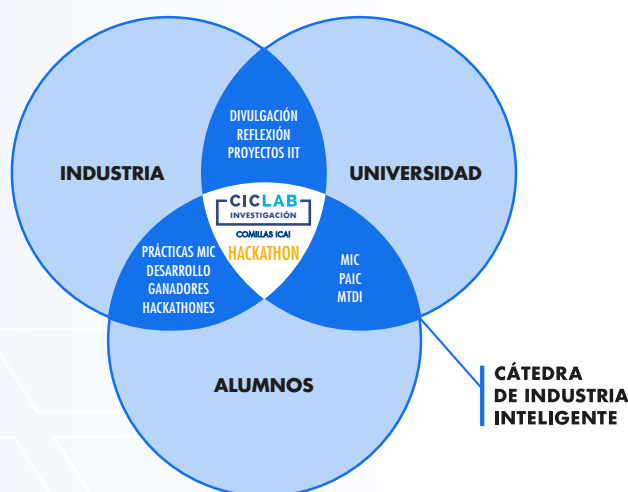 DIVULGACIÓN
REFLEXIÓN
PROYECTOS IIT
INDUSTRIA
UNIVERSIDAD
CICLAB
INVESTIGACIÓN
COMILLAS ICAI
HACKATHON
PRÁCTICAS MIC
DESARROLLO
GANADORES
HACKATHONES
MIC
PAIC
MTDI
ALUMNOS
CÁTEDRA
DE INDUSTRIA
INTELIGENTE